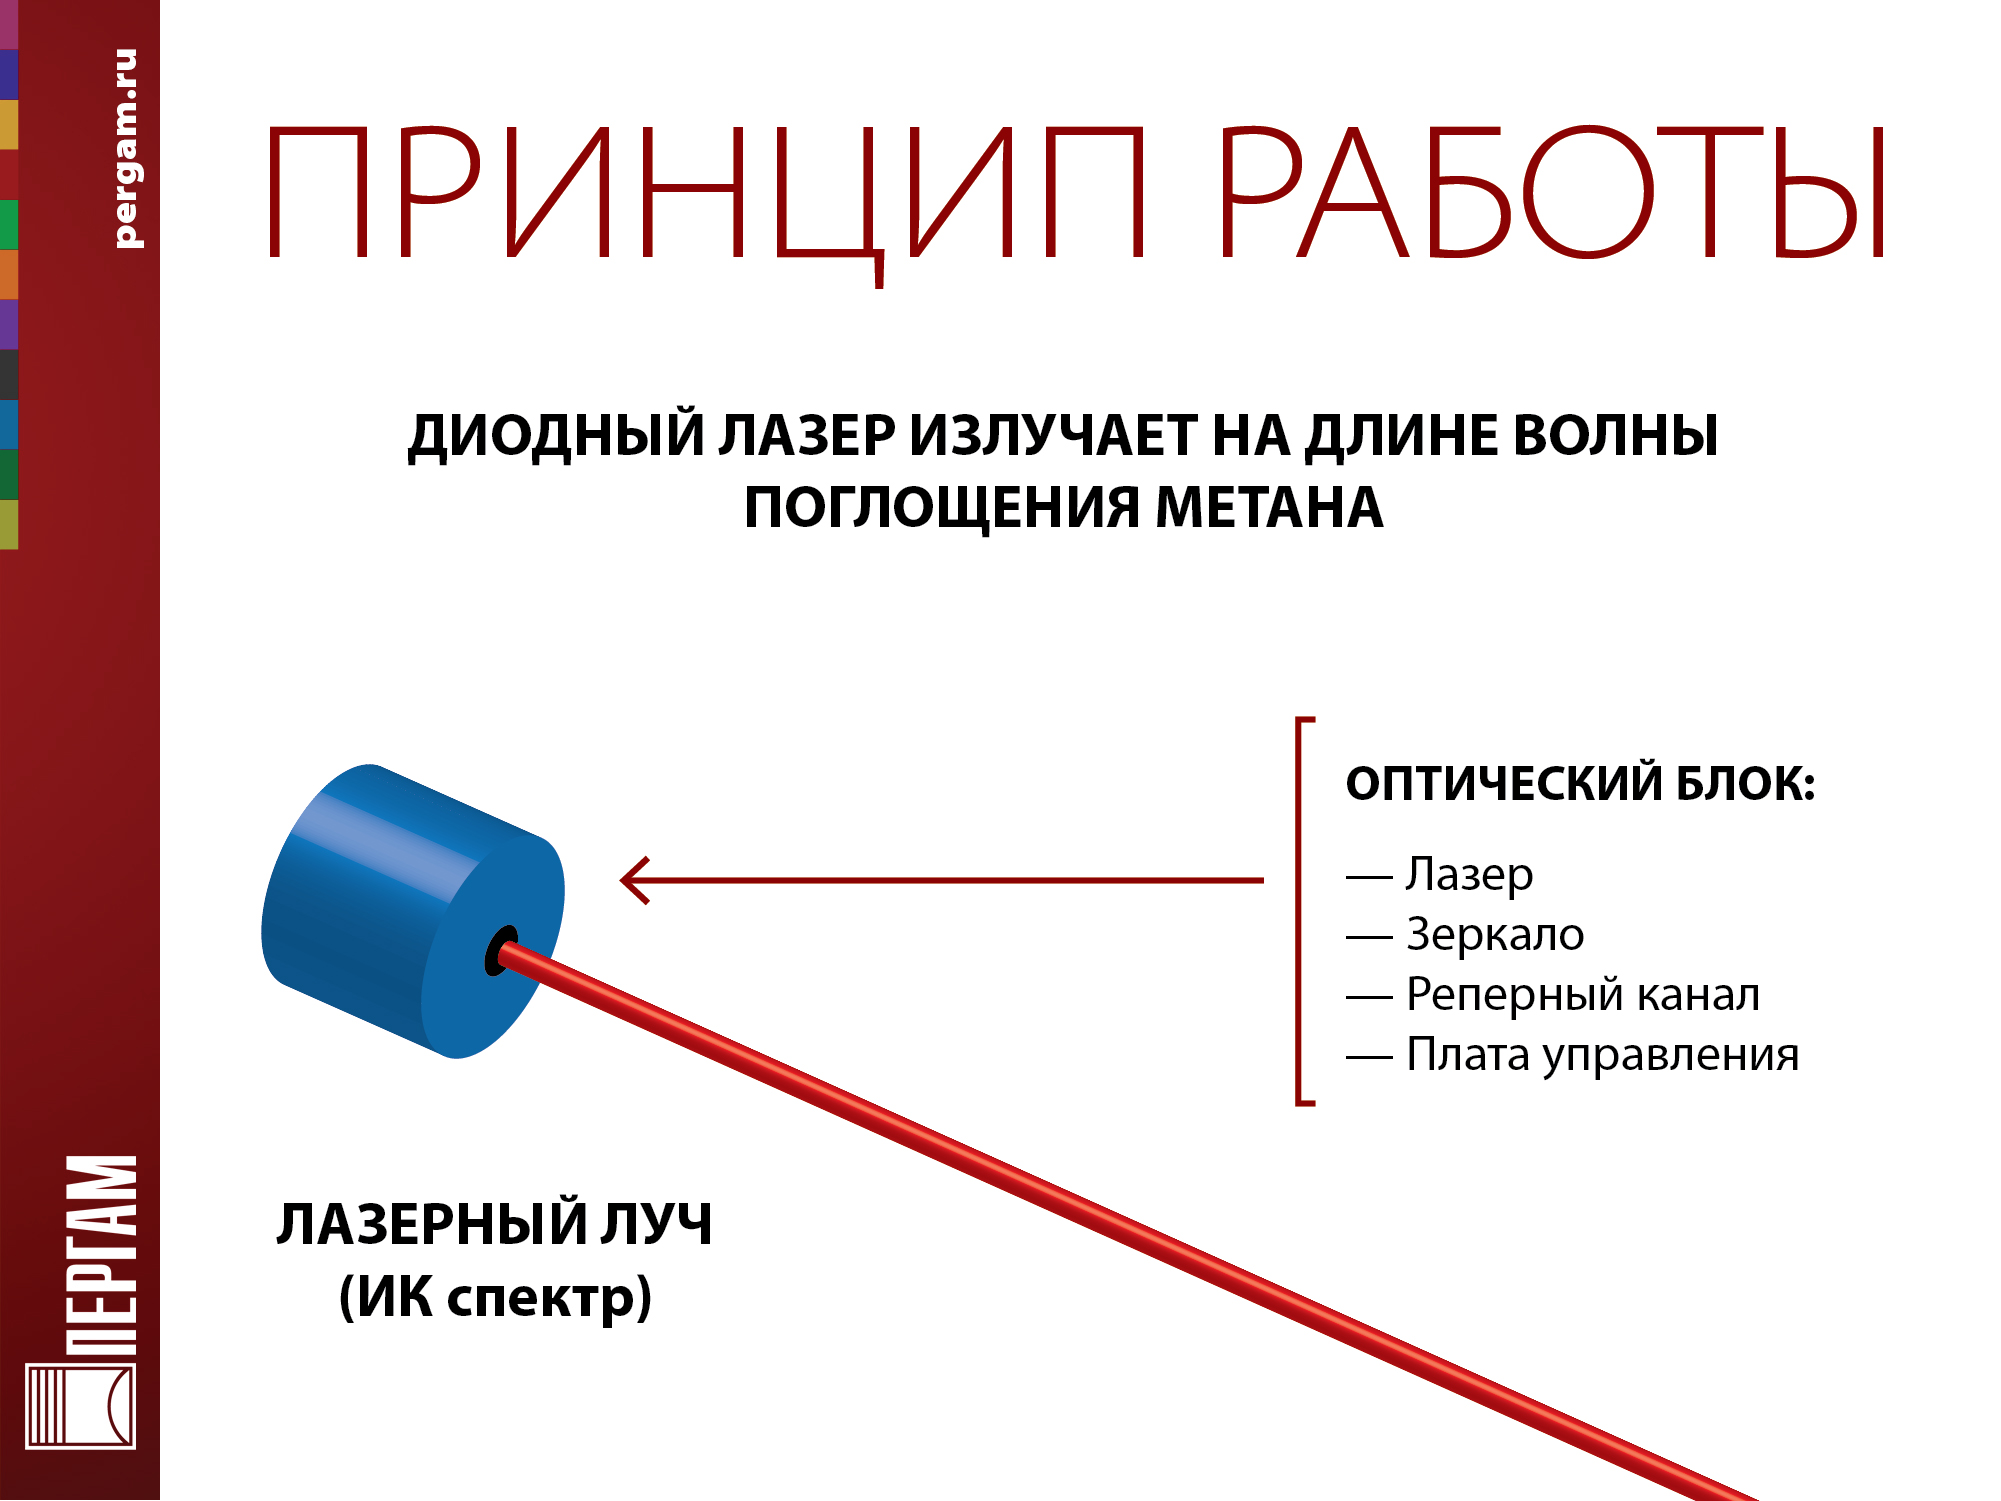 pergam.ru
ПРИНЦИП РАБОТЫ
ДИОДНЫЙ ЛАЗЕР ИЗЛУЧАЕТ НА ДЛИНЕ ВОЛНЫ
ПОГЛОЩЕНИЯ МЕТАНА
ОПТИЧЕСКИЙ БЛОК:
— Лазер
— Зеркало
— Реперный канал
— Плата управления
ЛАЗЕРНЫЙ ЛУЧ
(ИК спектр)
ПЕРГАМ